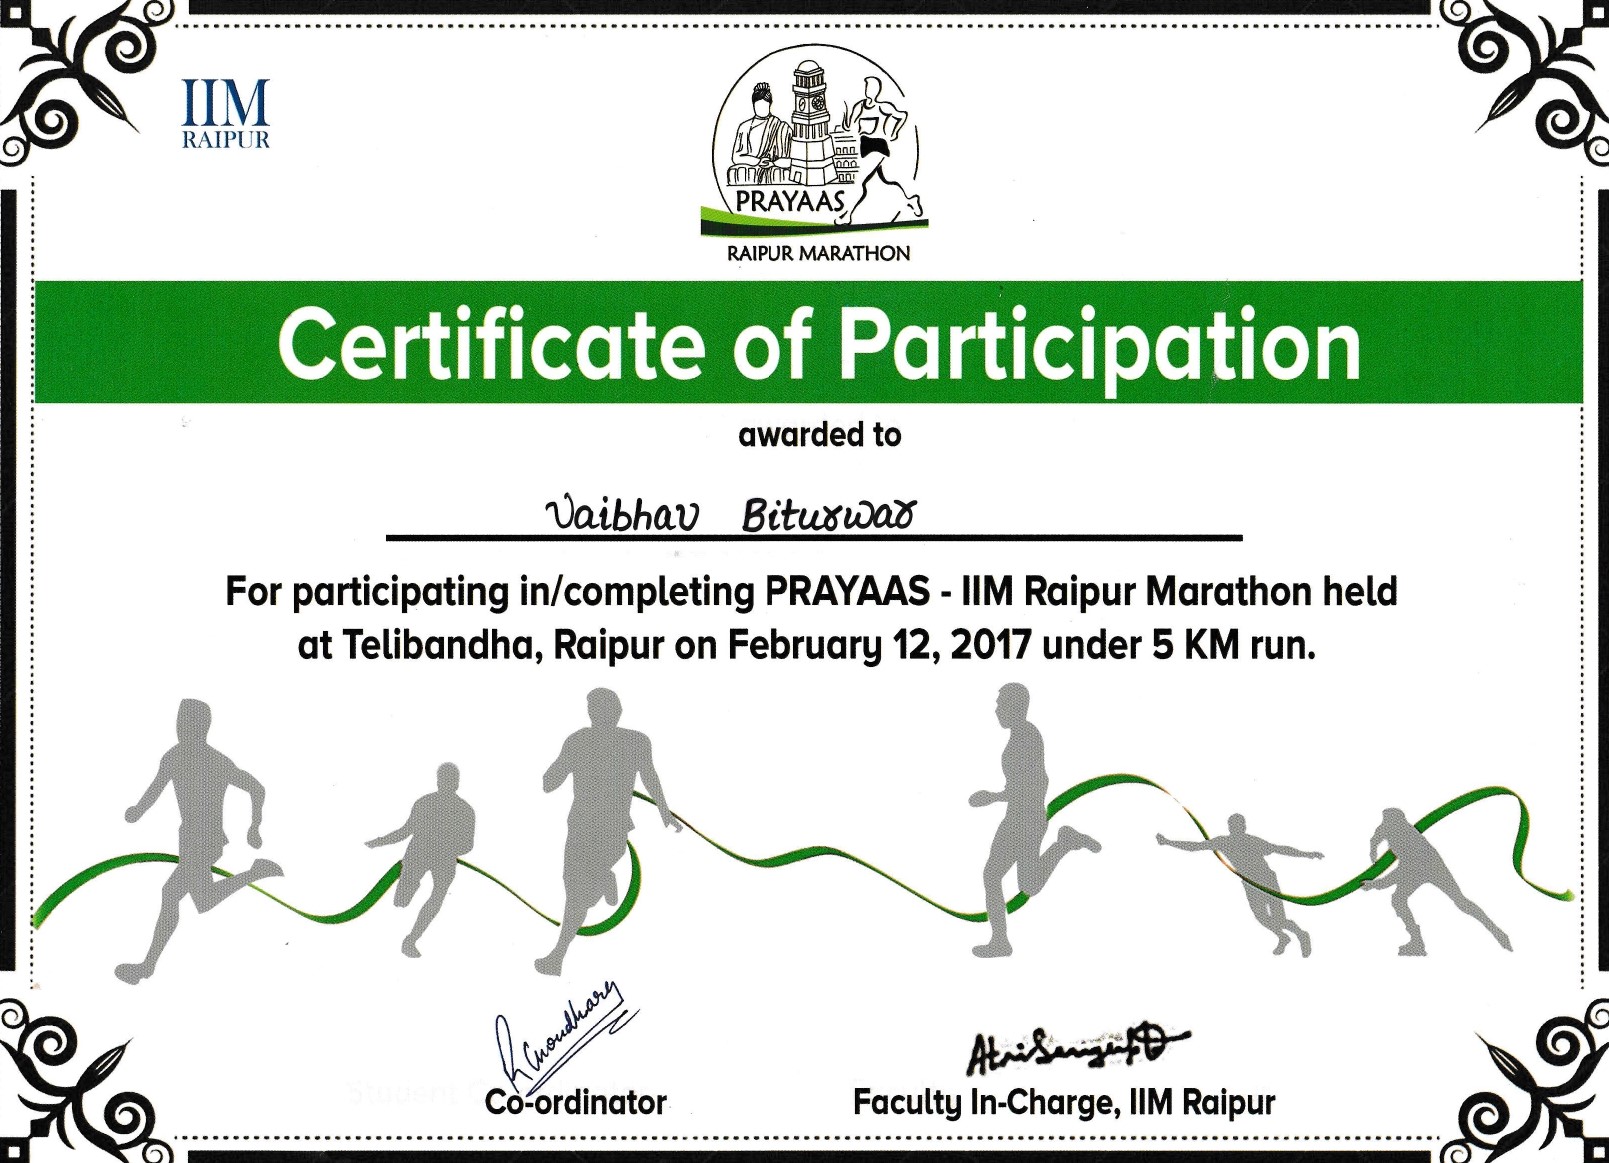 IIM
RAIPUR
PRAYAAS
RAIPUR MARATHON
Certificate of Participation
awarded to
Vaibhav Biturwar
For participating in/completing PRAYAAS - IIM Raipur Marathon held
at Telibandha, Raipur on February 12, 2017 under 5 KM run.
RChoudhary
Co-ordinator
Faculty In-Charge, IIM Raipur